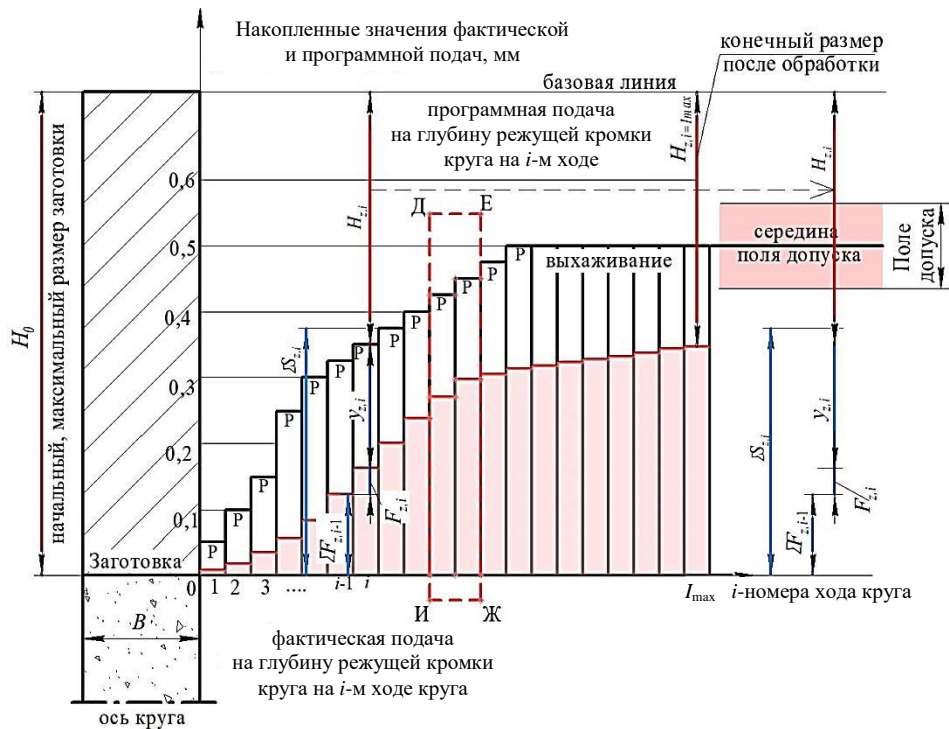 Накопленные значения фактической
и программной подач, мм
конечный размер
после обработки
базовая линия
программная подача
на глубину режущей кромки
круга на i-м ходе
H_{z,i=Imax}
H_{z,i}
H_{z,i}
начальный, максимальный размер заготовки
H_0
0,6
0,5
0,4
0,3
0,2
0,1
0
Д
Е
середина
поля допуска
Поле
допуска
выхаживание
P
P
P
P
P
P
P
P
P
P
P
P
P
ΣS_{z,i}
y_{z,i}
F_{z,i}
ΣF_{z,i-1}
ΣS_{z,i}
y_{z,i}
F_{z,i}
ΣF_{z,i-1}
Заготовка
1
2
3
....
i-1
i
I_{max}
i-номера хода круга
И
Ж
B
фактическая подача
на глубину режущей кромки
круга на i-м ходе круга
ось круга